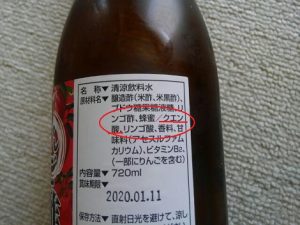 名称▼清涼飲料水
原材料名▼醸造酢(米酢、米黒酢)、
ブドウ糖果糖液糖、リ
ンゴ酢、蜂蜜／クエン
酸、リンゴ酸、香料、甘
味料(アセスルファム
カリウム)、ビタミンB₂、
(一部にりんごを含む)
内容量▼720ml
賞味期限▼
2020.01.11
保存方法▼直射日光を避けて、涼し